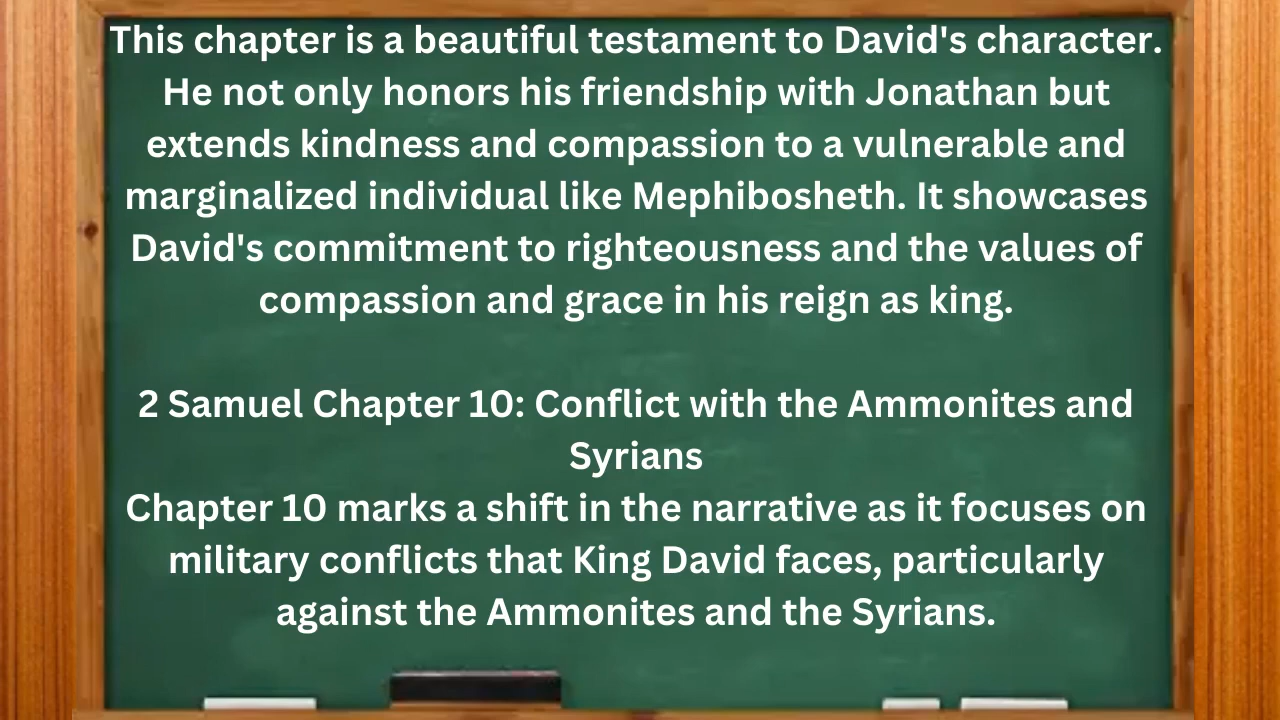 This chapter is a beautiful testament to David's character.
He not only honors his friendship with Jonathan but
extends kindness and compassion to a vulnerable and
marginalized individual like Mephibosheth. It showcases
David's commitment to righteousness and the values of
compassion and grace in his reign as king.
2 Samuel Chapter 10: Conflict with the Ammonites and
Syrians
Chapter 10 marks a shift in the narrative as it focuses on
military conflicts that King David faces, particularly
against the Ammonites and the Syrians.